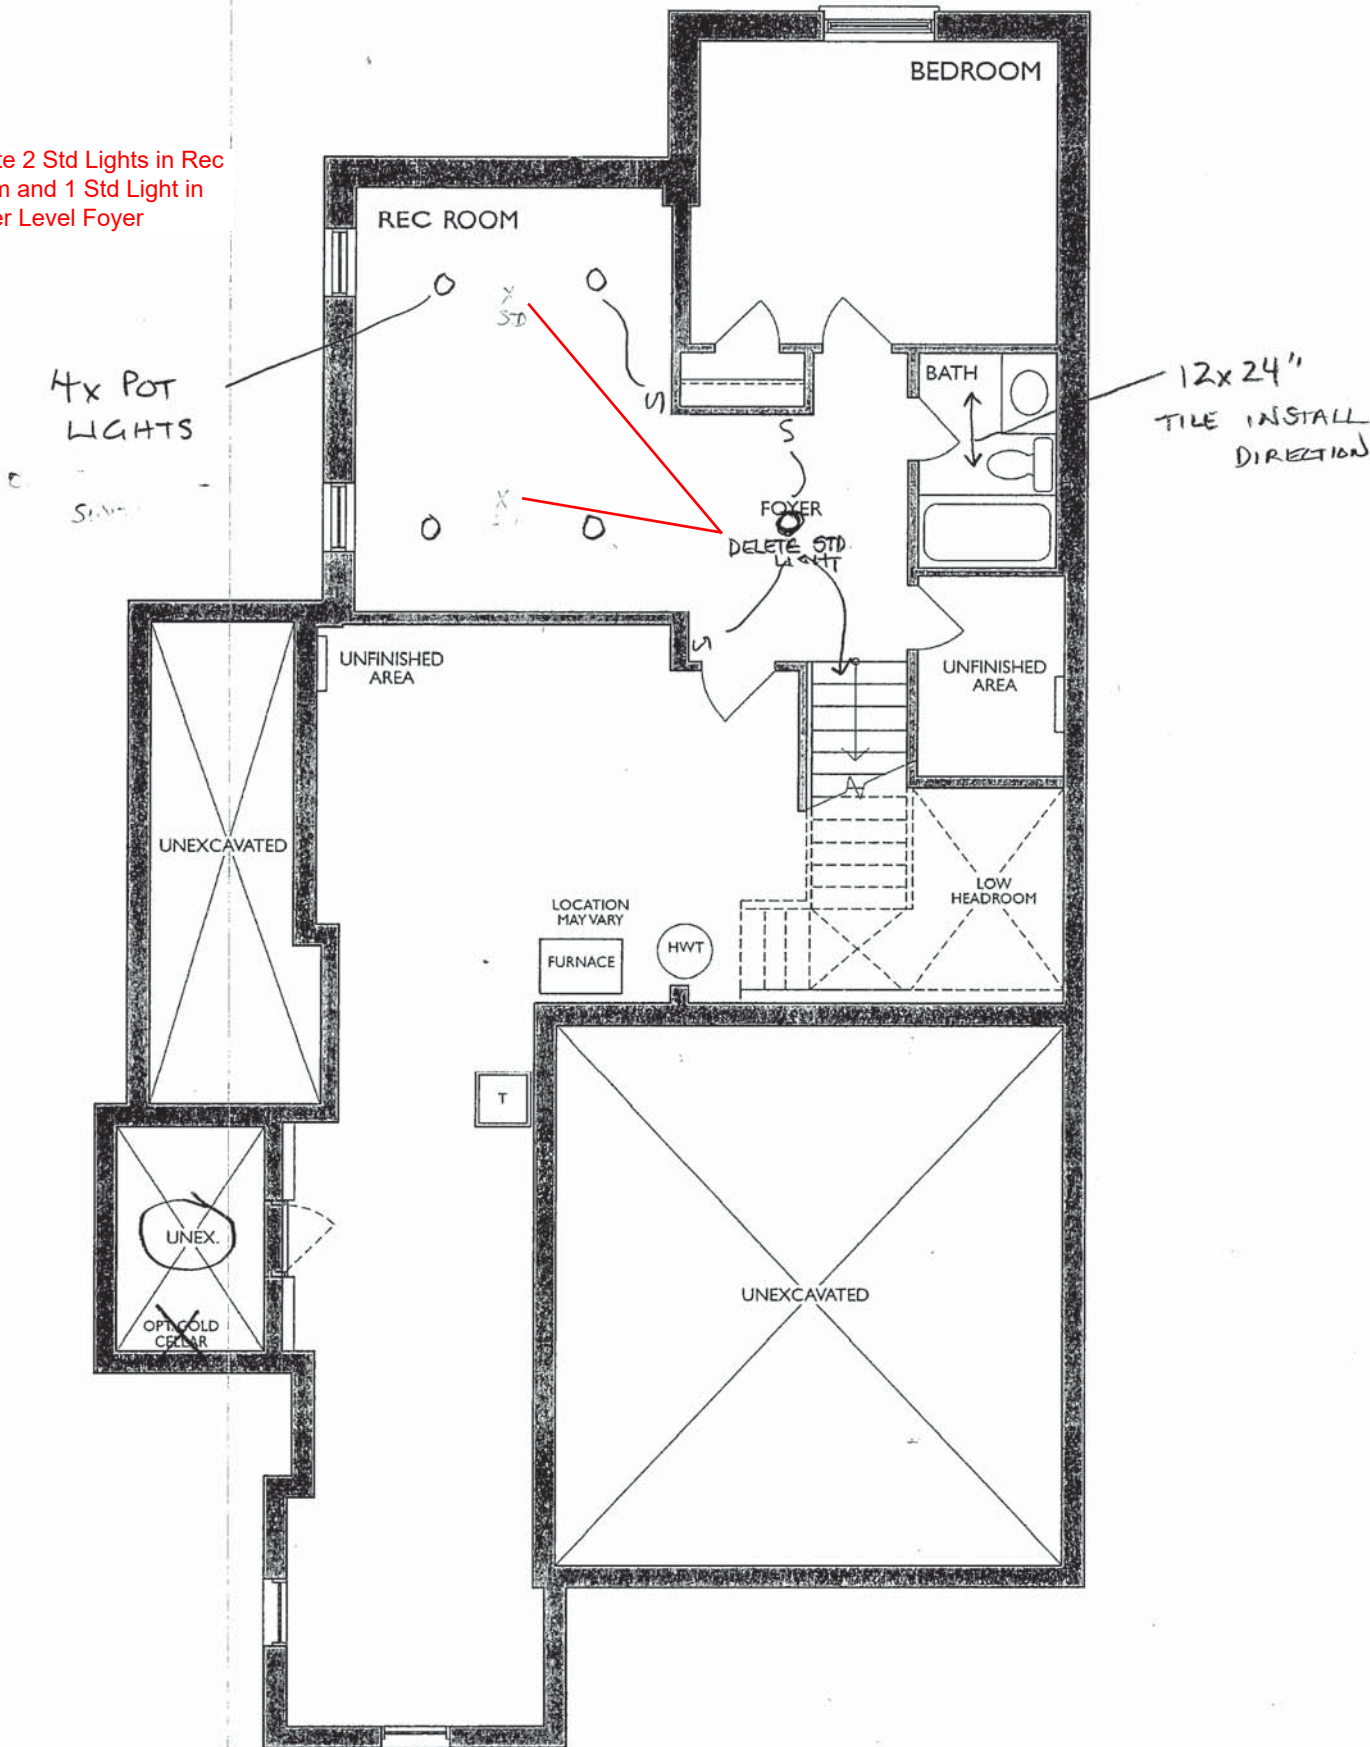 BEDROOM
te 2 Std Lights in Rec
m and 1 Std Light in
er Level Foyer
REC ROOM
X
STD
4x POT
LIGHTS
S
BATH
12x24"
TILE INSTALL
DIRECTION
S
X
FOYER
DELETE STD
LIGHT
S
UNFINISHED
AREA
UNFINISHED
AREA
UNEXCAVATED
LOW
HEADROOM
LOCATION
MAY VARY
FURNACE
HWT
T
UNEX.
OPT. COLD
CELLAR
UNEXCAVATED